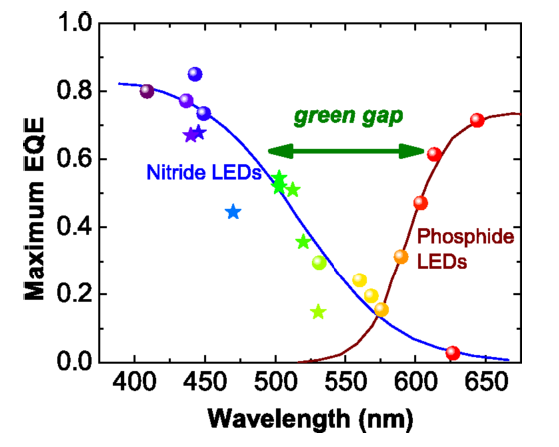 1.0
0.8
0.6
0.4
0.2
0.0
Maximum EQE
green gap
Nitride LEDs
Phosphide
LEDs
400 450 500 550 600 650
Wavelength (nm)